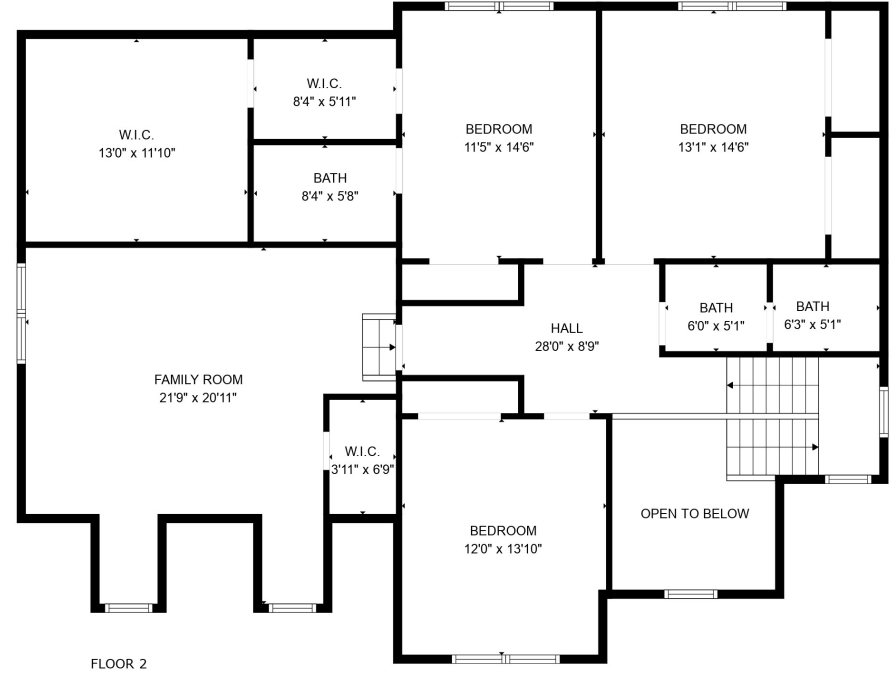 BEDROOM
11'5" x 14'6"
BEDROOM
13'1" x 14'6"
W.I.C.
8'4" x 5'11"
W.I.C.
13'0" x 11'10"
BATH
8'4" x 5'8"
BATH
6'0" x 5'1"
BATH
6'3" x 5'1"
HALL
28'0" x 8'9"
FAMILY ROOM
21'9" x 20'11"
W.I.C.
3'11" x 6'9"
BEDROOM
12'0" x 13'10"
OPEN TO BELOW
FLOOR 2